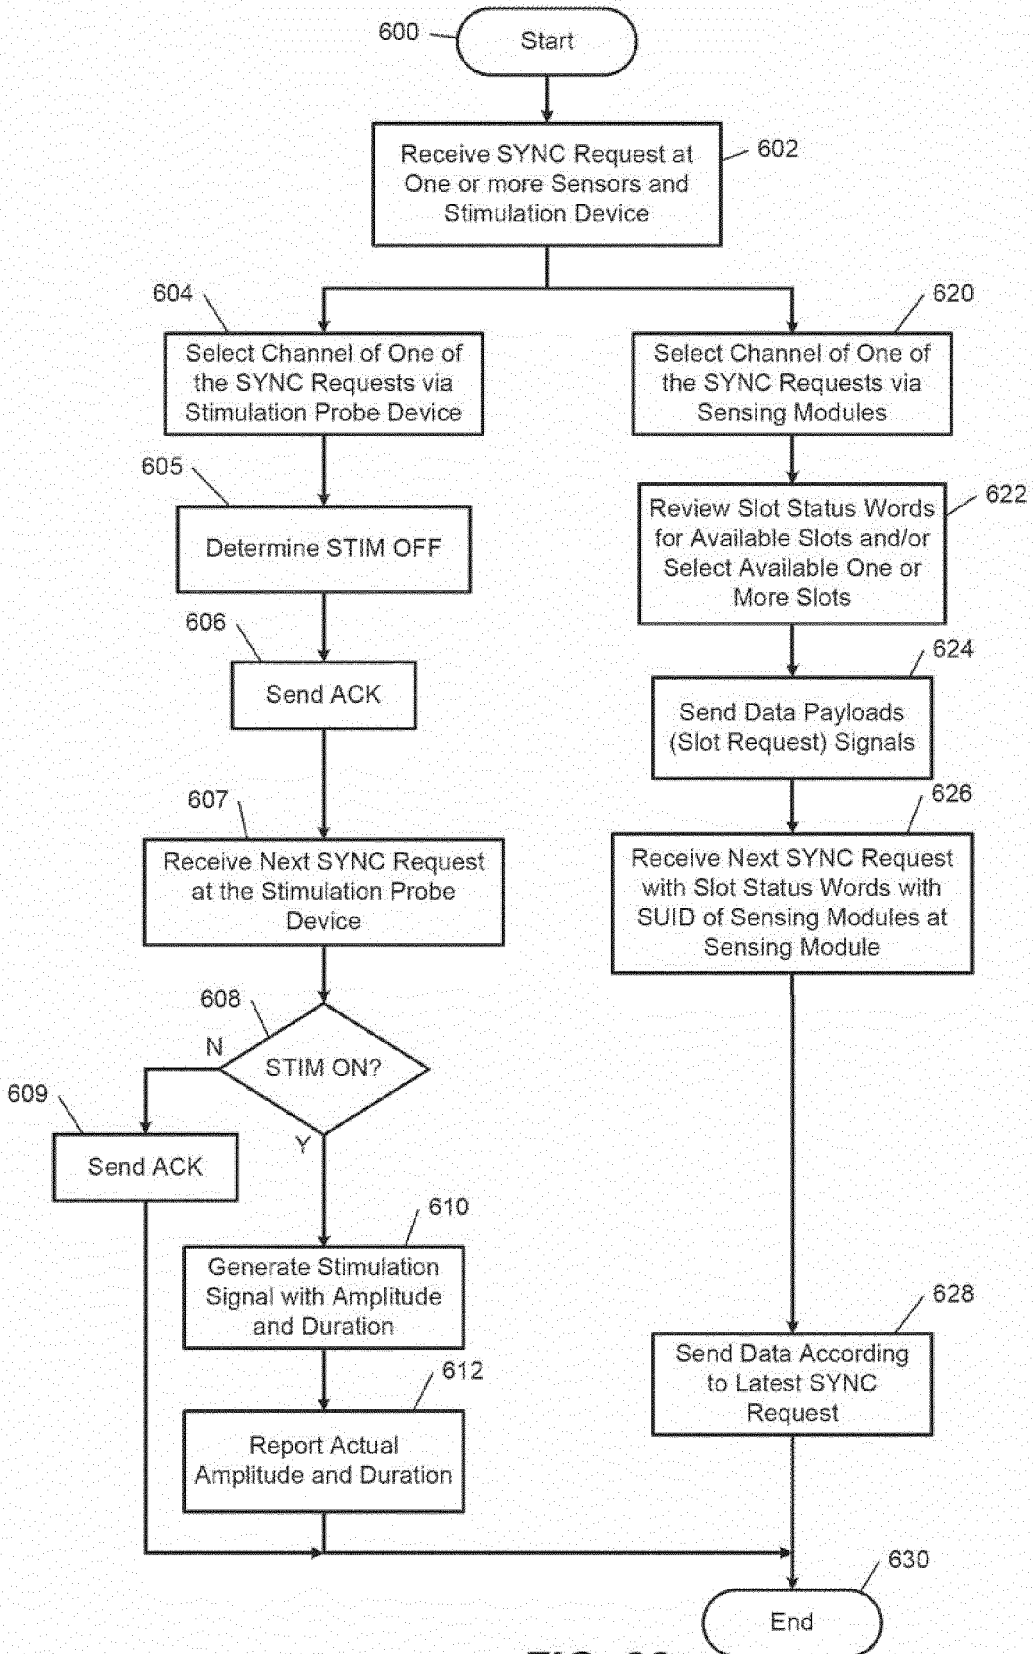 600
Start
Receive SYNC Request at
One or more Sensors and
Stimulation Device
602
604
Select Channel of One of
the SYNC Requests via
Stimulation Probe Device
620
Select Channel of One of
the SYNC Requests via
Sensing Modules
605
Determine STIM OFF
622
Review Slot Status Words
for Available Slots and/or
Select Available One or
More Slots
606
Send ACK
624
Send Data Payloads
(Slot Request) Signals
607
Receive Next SYNC Request
at the Stimulation Probe
Device
626
Receive Next SYNC Request
with Slot Status Words with
SUID of Sensing Modules at
Sensing Module
608
STIM ON?
N
Y
609
Send ACK
610
Generate Stimulation
Signal with Amplitude
and Duration
612
Report Actual
Amplitude and Duration
628
Send Data According
to Latest SYNC
Request
630
End